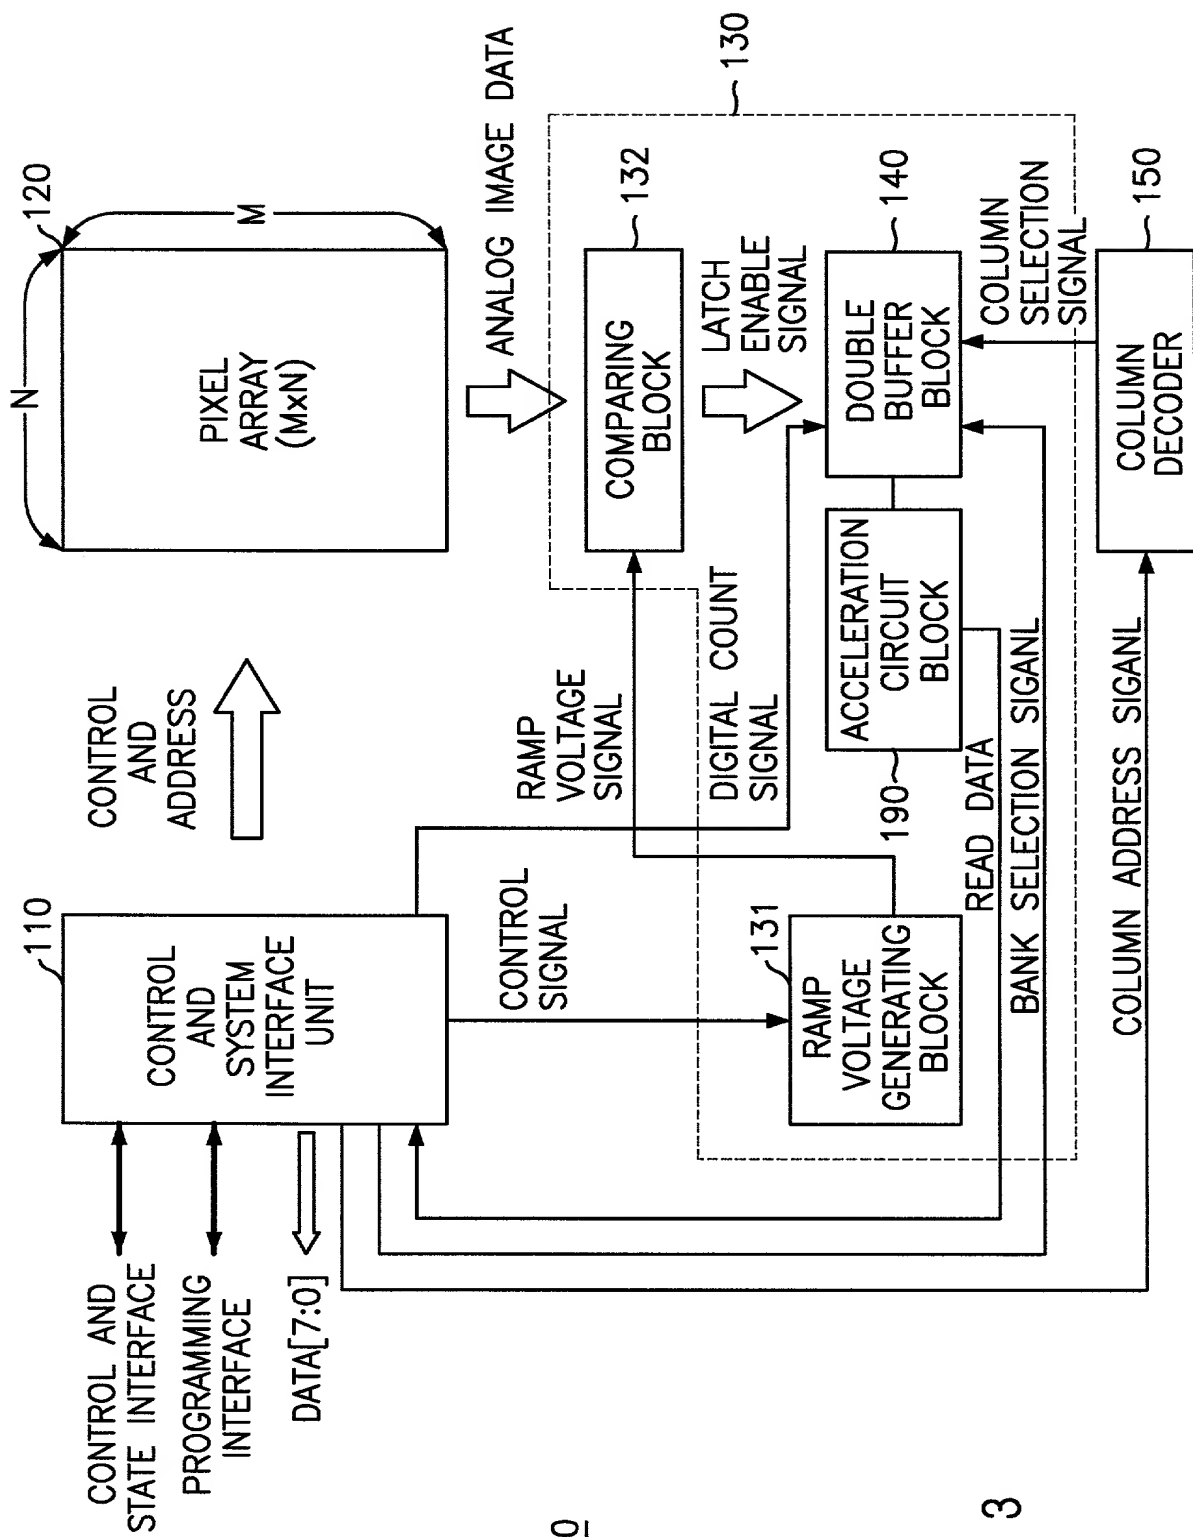 CONTROL AND
STATE INTERFACE
PROGRAMMING
INTERFACE
DATA[7:0]
110
CONTROL
AND
SYSTEM
INTERFACE
UNIT
CONTROL
AND
ADDRESS
N
120
M
PIXEL
ARRAY
(MxN)
ANALOG IMAGE DATA
CONTROL
SIGNAL
RAMP
VOLTAGE
SIGNAL
130
132
COMPARING
BLOCK
DIGITAL COUNT
SIGNAL
LATCH
ENABLE
SIGNAL
131
RAMP
VOLTAGE
GENERATING
BLOCK
190
ACCELERATION
CIRCUIT
BLOCK
140
DOUBLE
BUFFER
BLOCK
READ DATA
BANK SELECTION SIGANL
COLUMN
SELECTION
SIGNAL
COLUMN ADDRESS SIGANL
150
COLUMN
DECODER
0
3